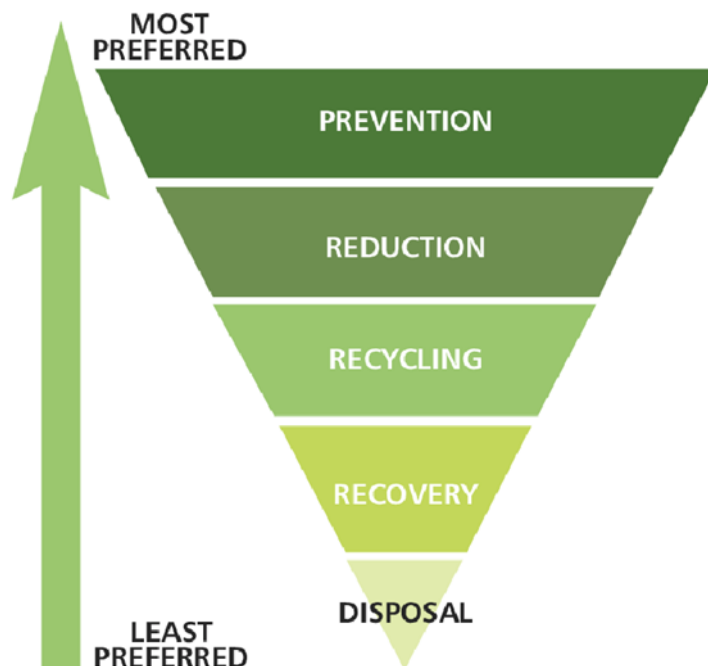 MOST
PREFERRED
PREVENTION
REDUCTION
RECYCLING
RECOVERY
DISPOSAL
LEAST
PREFERRED